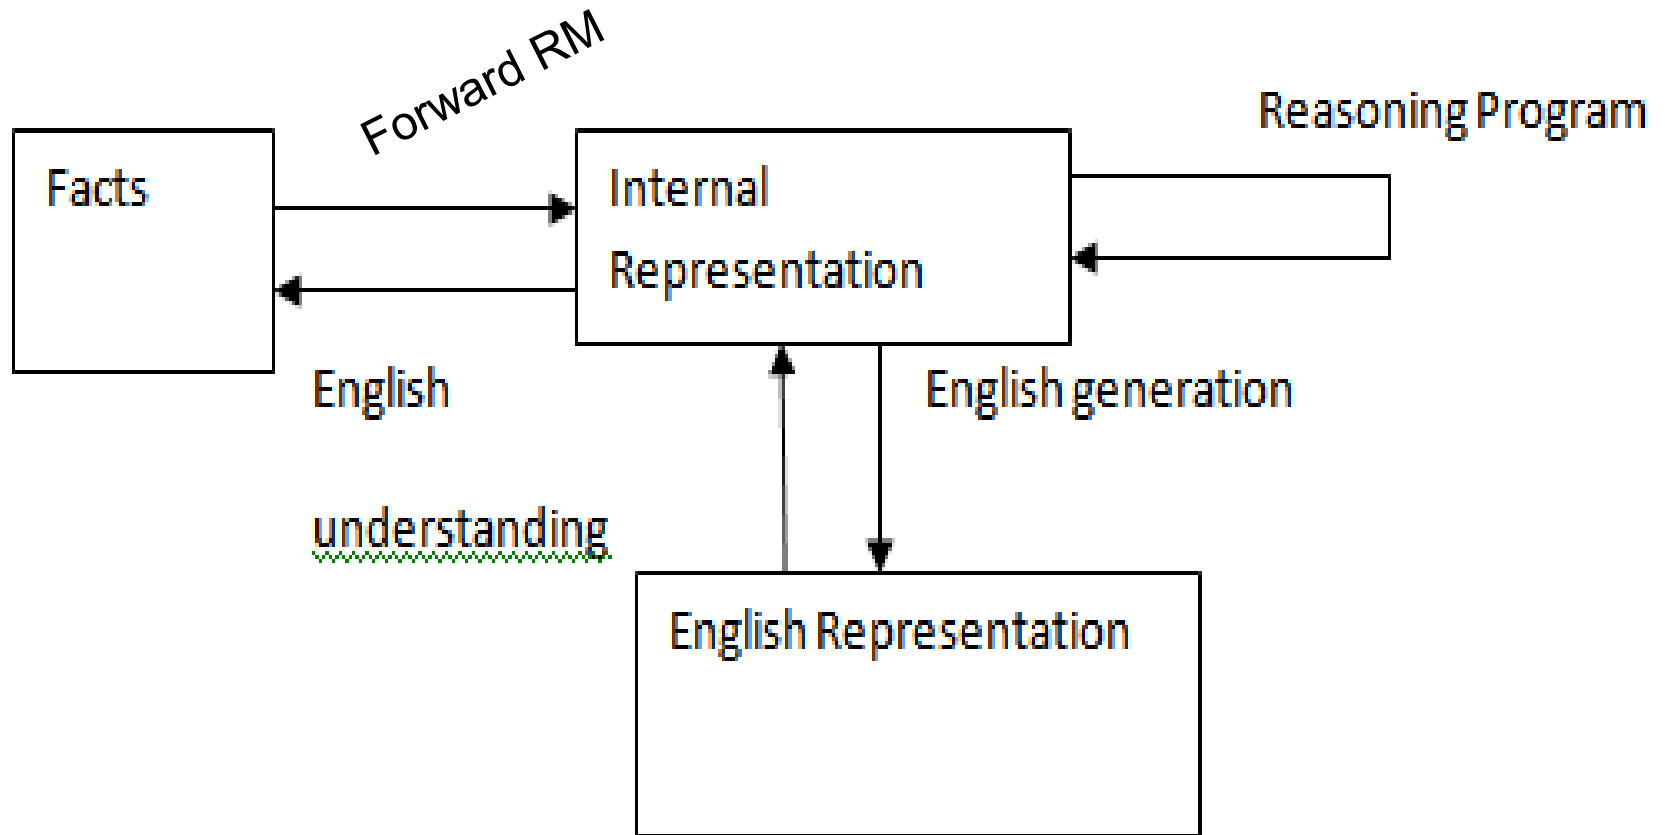 Forward RM
Reasoning Program
Facts
Internal
Representation
English
understanding
English generation
English Representation